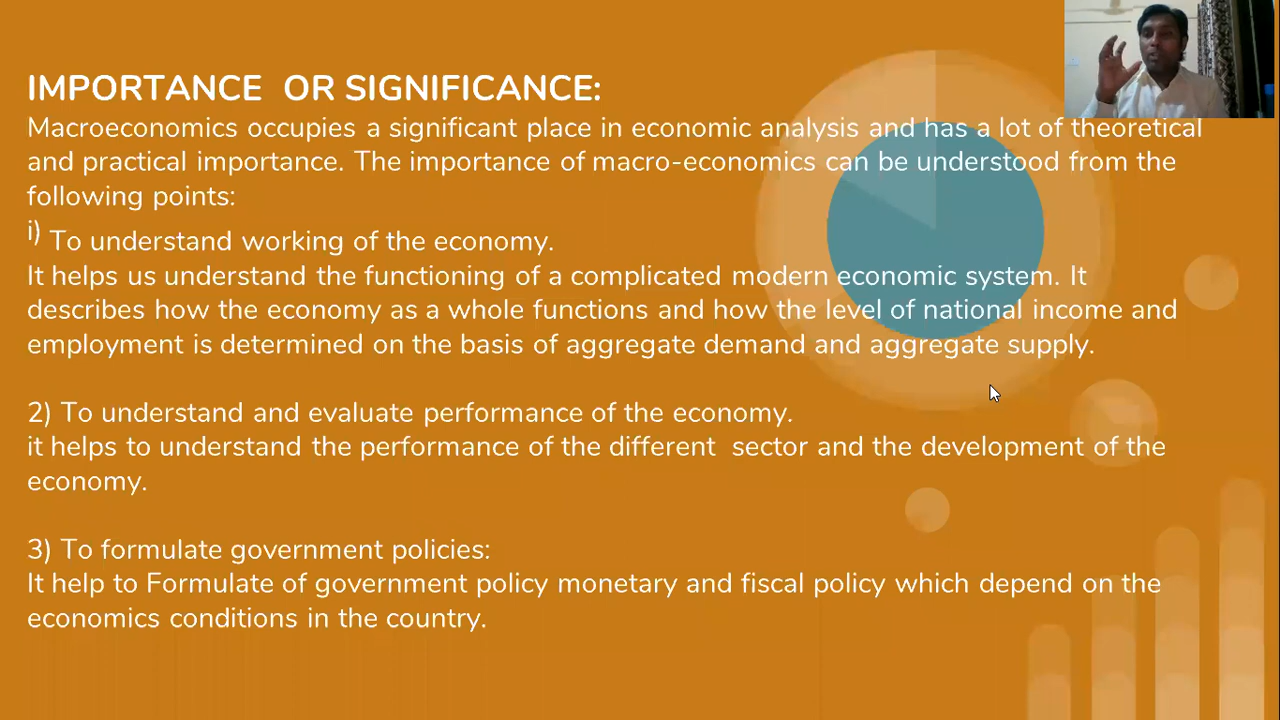 IMPORTANCE OR SIGNIFICANCE:
Macroeconomics occupies a significant place in economic analysis and has a lot of theoretical
and practical importance. The importance of macro-economics can be understood from the
following points:
i) To understand working of the economy.
It helps us understand the functioning of a complicated modern economic system. It
describes how the economy as a whole functions and how the level of national income and
employment is determined on the basis of aggregate demand and aggregate supply.
2) To understand and evaluate performance of the economy.
it helps to understand the performance of the different sector and the development of the
economy.
3) To formulate government policies:
It help to Formulate of government policy monetary and fiscal policy which depend on the
economics conditions in the country.